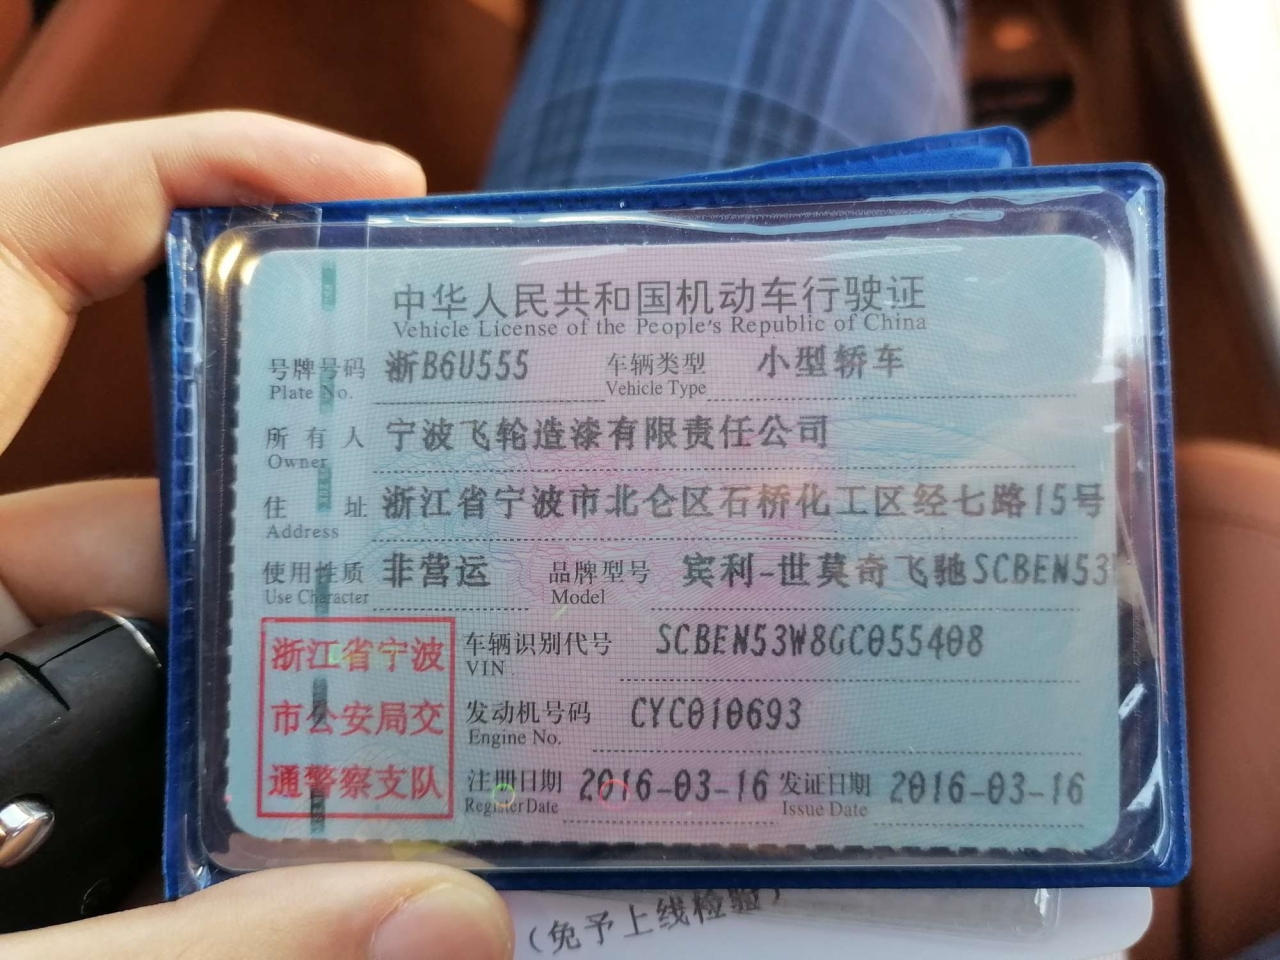 中华人民共和国机动车行驶证
Vehicle License of the People's Republic of China
号牌号码 浙B6U555 车辆类型 小型轿车
Plate No. Vehicle Type
所有人 宁波飞轮造漆有限责任公司
Owner
住址 浙江省宁波市北仑区石桥化工区经七路15号
Address
使用性质 非营运 品牌型号 宾利-世莫奇飞驰SCBEN53
Use Character Model
浙江省宁波 车辆识别代号 SCBEN53W8GC055408
VIN
市公安局交 发动机号码 CYC010693
Engine No.
通警察支队 注册日期 2016-03-16 发证日期 2016-03-16
Register Date Issue Date
(免予上线检验)